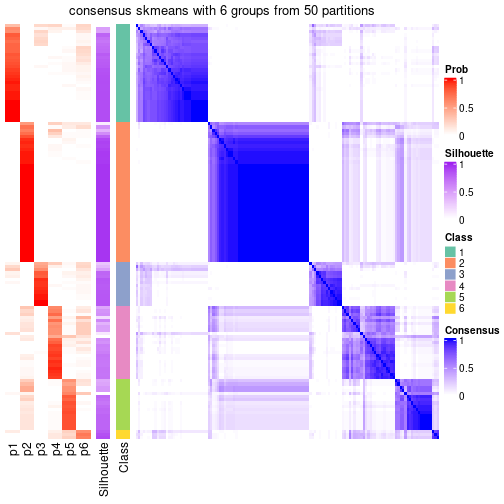 consensus skmeans with 6 groups from 50 partitions
Prob
1
0.5
0
Silhouette
1
0.5
0
Class
1
2
3
4
5
6
Consensus
1
0.5
0
p1 p2 p3 p4 p5 p6 Silhouette Class